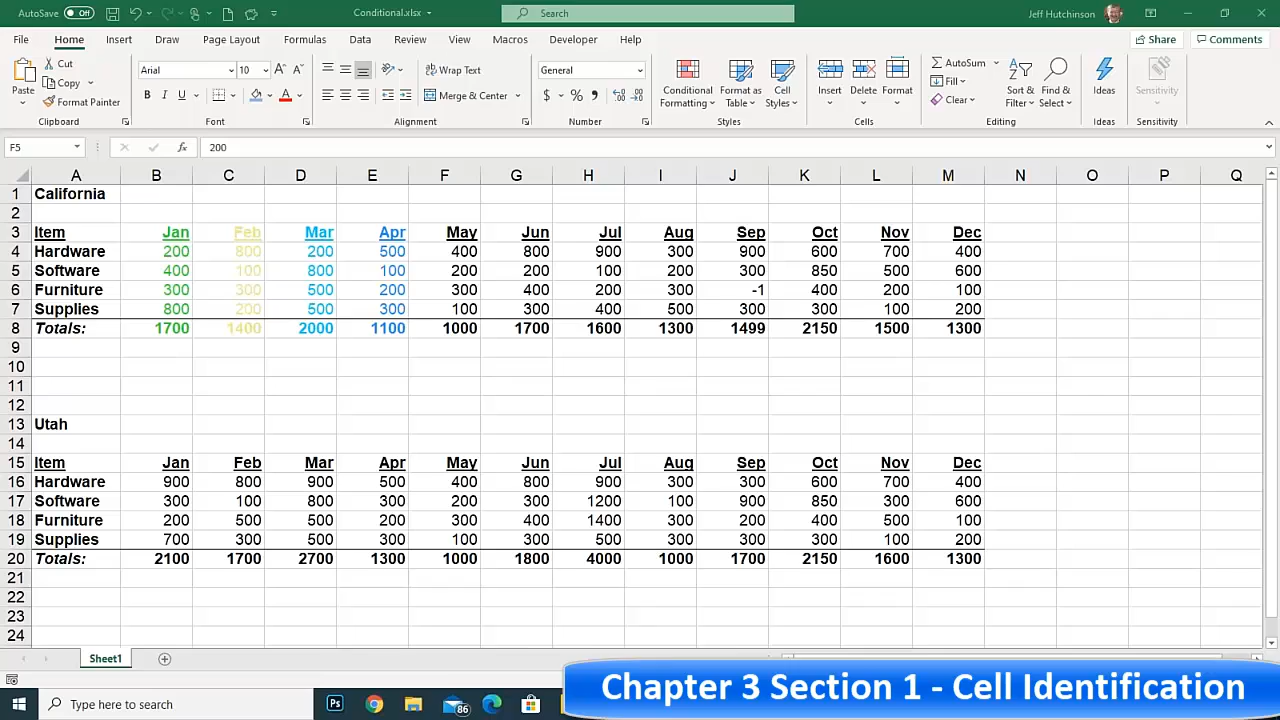 AutoSave Off Conditional.xlsx Search Jeff Hutchinson
File Home Insert Draw Page Layout Formulas Data Review View Macros Developer Help Share Comments
Paste Cut Copy Format Painter Clipboard
Arial 10 A A B I U A Font
Wrap Text Merge & Center Alignment
General $ % , Number
Conditional Formatting Format as Table Cell Styles Styles
Insert Delete Format Cells
AutoSum Fill Clear Sort & Filter Find & Select Editing
Ideas Ideas
Sensitivity Sensitivity
F5 fx 200
A B C D E F G H I J K L M N O P Q
1 California
2
3 Item Jan Feb Mar Apr May Jun Jul Aug Sep Oct Nov Dec
4 Hardware 200 800 200 500 400 800 900 300 900 600 700 400
5 Software 400 100 800 100 200 200 100 200 300 850 500 600
6 Furniture 300 300 500 200 300 400 200 300 -1 400 200 100
7 Supplies 800 200 500 300 100 300 400 500 300 300 100 200
8 Totals: 1700 1400 2000 1100 1000 1700 1600 1300 1499 2150 1500 1300
9
10
11
12
13 Utah
14
15 Item Jan Feb Mar Apr May Jun Jul Aug Sep Oct Nov Dec
16 Hardware 900 800 900 500 400 800 900 300 300 600 700 400
17 Software 300 100 800 300 200 300 1200 100 900 850 300 600
18 Furniture 200 500 500 200 300 400 1400 300 200 400 500 100
19 Supplies 700 300 500 300 100 300 500 300 300 300 100 200
20 Totals: 2100 1700 2700 1300 1000 1800 4000 1000 1700 2150 1600 1300
21
22
23
24
Sheet1
Chapter 3 Section 1 - Cell Identification
Type here to search Ps 86